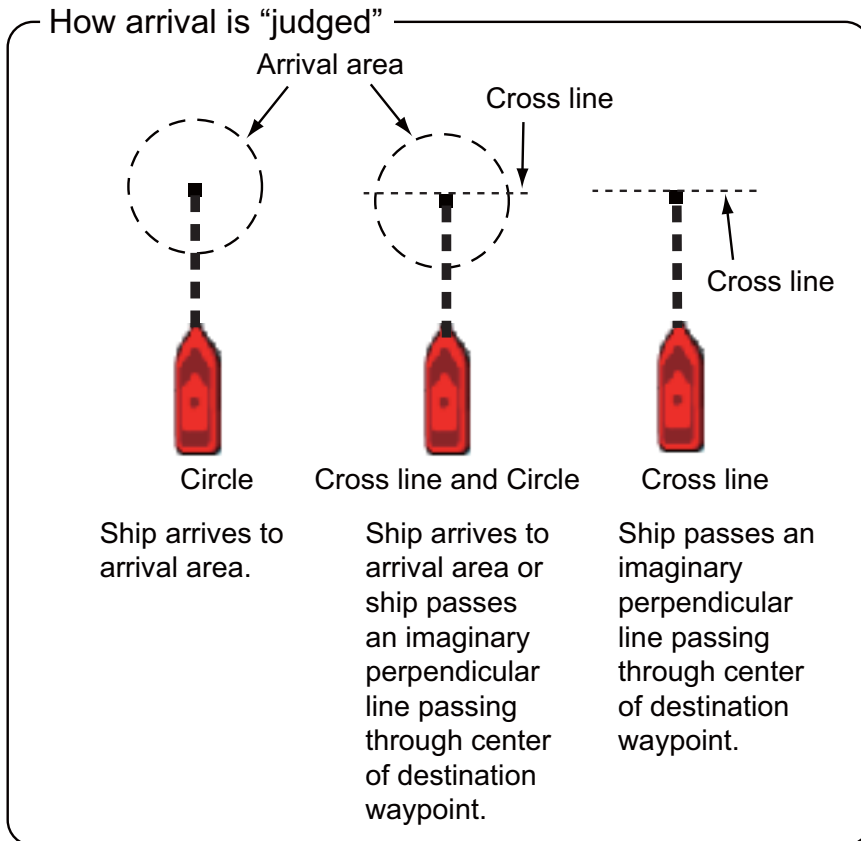 How arrival is “judged”
Arrival area
Cross line
Cross line
Circle
Cross line and Circle
Cross line
Ship arrives to
arrival area.
Ship arrives to
arrival area or
ship passes
an imaginary
perpendicular
line passing
through center
of destination
waypoint.
Ship passes an
imaginary
perpendicular
line passing
through center
of destination
waypoint.